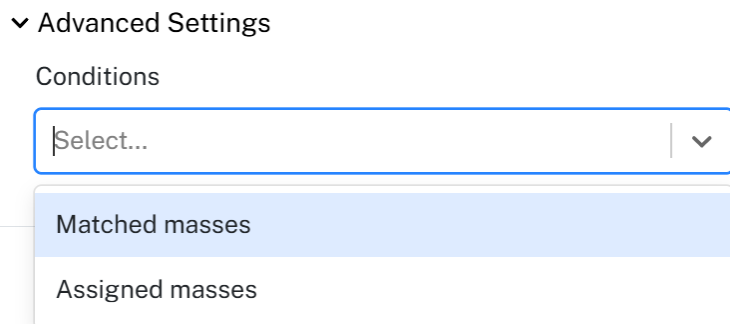 Advanced Settings
Conditions
Select...
Matched masses
Assigned masses